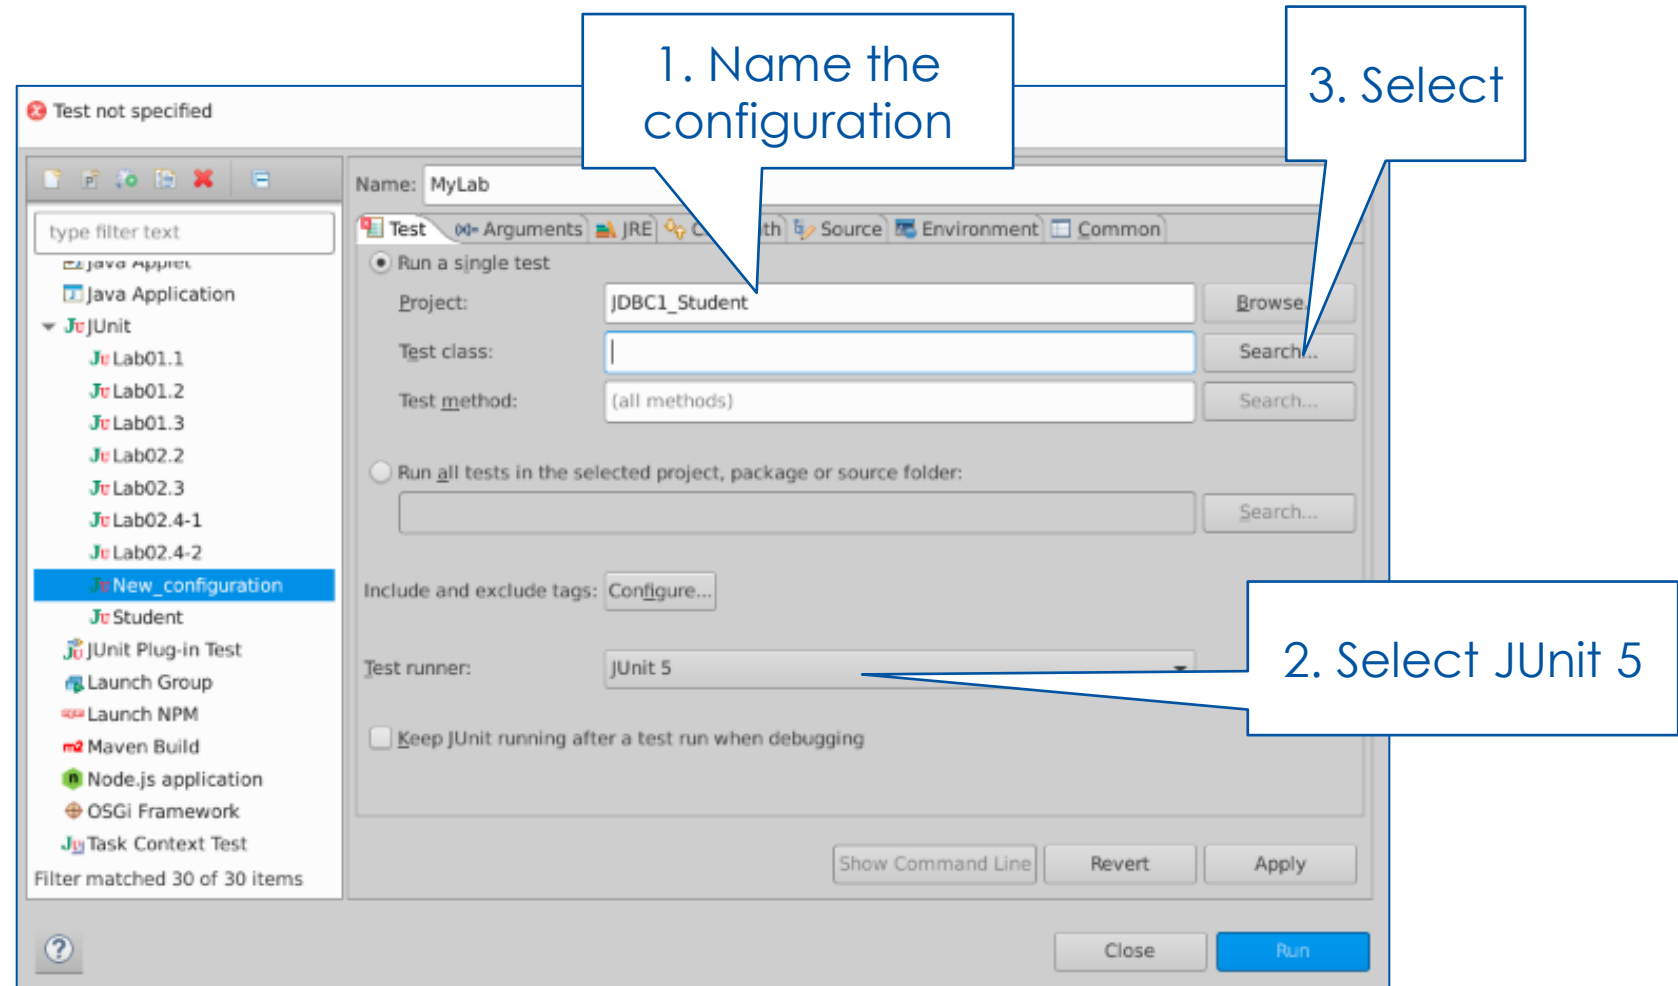 1. Name the
configuration
3. Select
Test not specified
type filter text
Java Applet
Java Application
JUnit
Lab01.1
Lab01.2
Lab01.3
Lab02.2
Lab02.3
Lab02.4-1
Lab02.4-2
New_configuration
Student
JUnit Plug-in Test
Launch Group
Launch NPM
m2 Maven Build
Node.js application
OSGi Framework
Task Context Test
Filter matched 30 of 30 items
Name: MyLab
Test Arguments JRE Source Environment Common
Run a single test
Project: JDBC1_Student Browse...
Test class: Search...
Test method: (all methods) Search...
Run all tests in the selected project, package or source folder:
Search...
Include and exclude tags: Configure...
Test runner: JUnit 5
2. Select JUnit 5
Keep JUnit running after a test run when debugging
Show Command Line Revert Apply
? Close Run